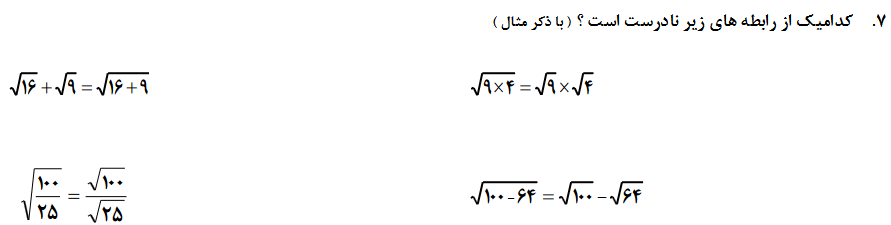 ۷. کدامیک از رابطه های زیر نادرست است ؟ ( با ذکر مثال )
√۹×۴ = √۹ × √۴
√۱۶ + √۹ = √۱۶+۹
√۱۰۰-۶۴ = √۱۰۰ - √۶۴
√۱۰۰/۲۵ = √۱۰۰/√۲۵